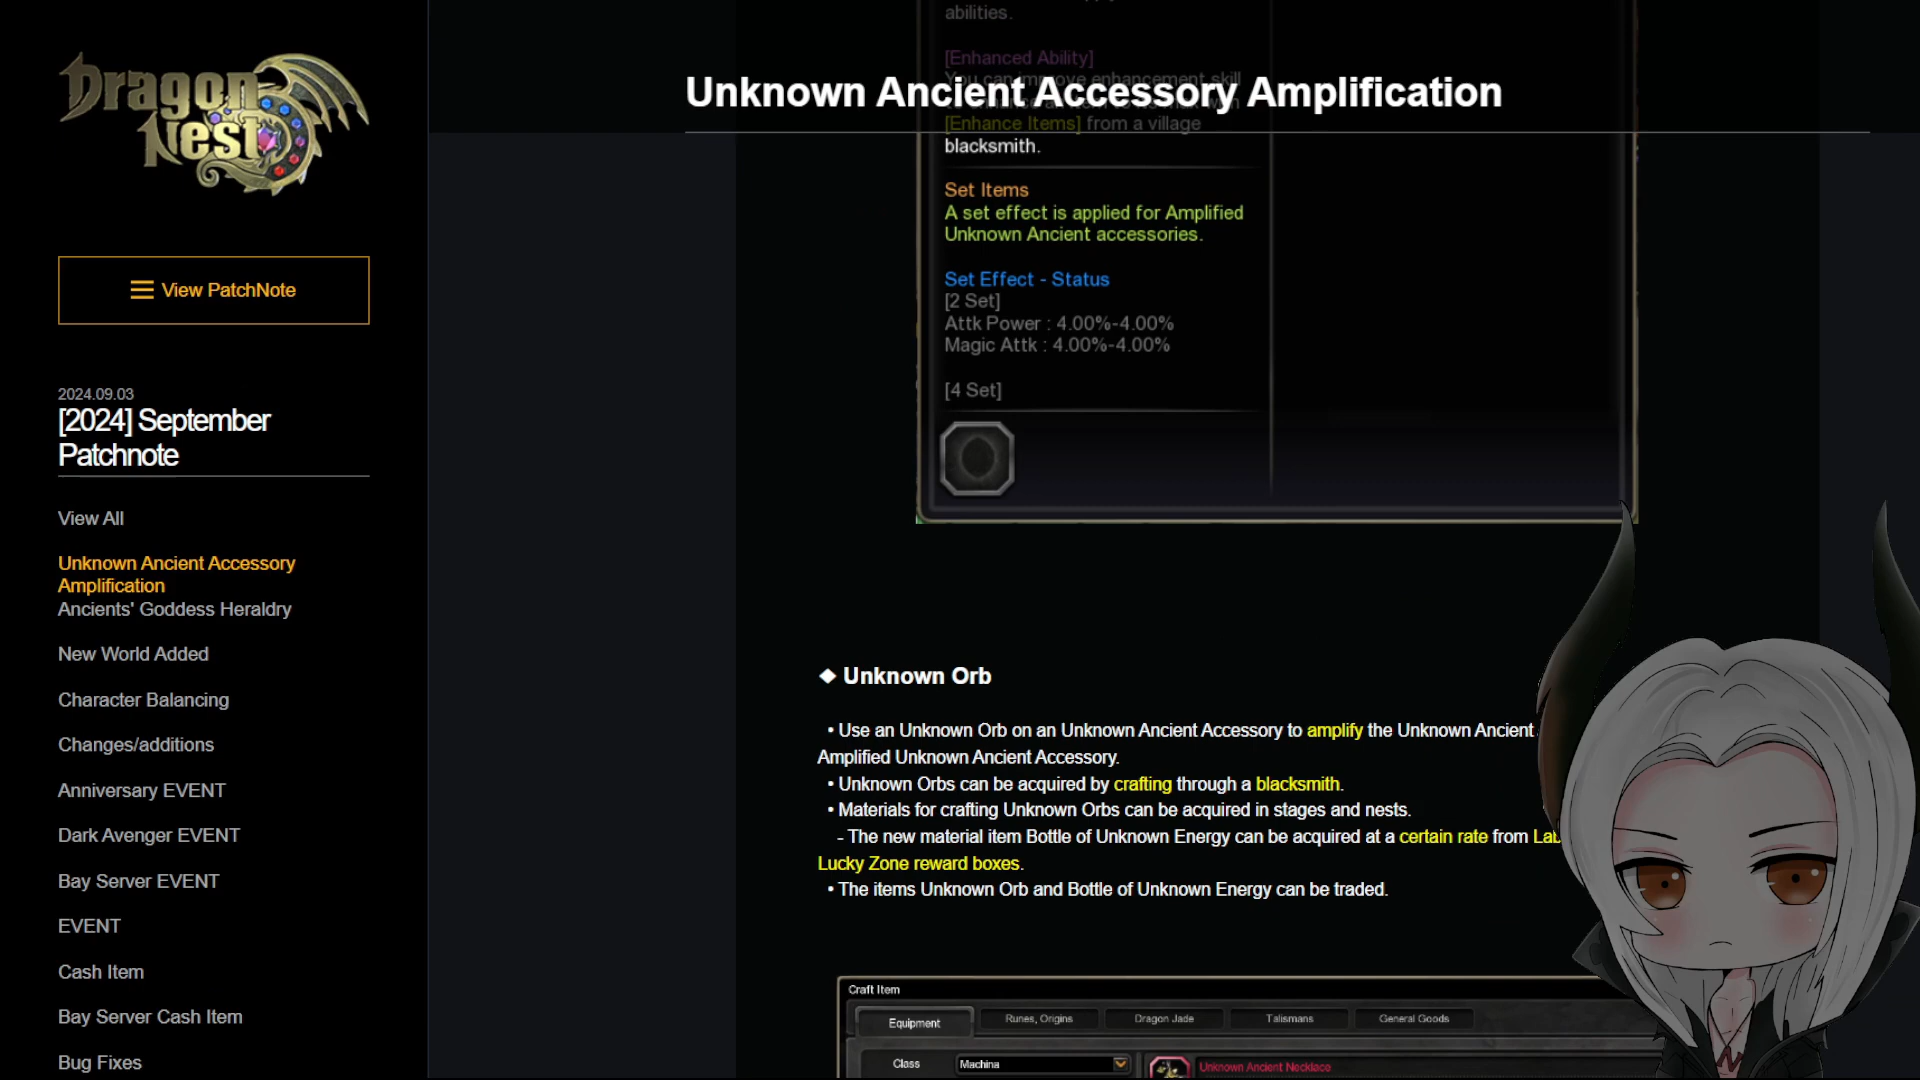 Dragon Nest
View PatchNote
2024.09.03
[2024] September
Patchnote
View All
Unknown Ancient Accessory
Amplification
Ancients' Goddess Heraldry
New World Added
Character Balancing
Changes/additions
Anniversary EVENT
Dark Avenger EVENT
Bay Server EVENT
EVENT
Cash Item
Bay Server Cash Item
Bug Fixes
abilities.
[Enhanced Ability]
You can improve enhancement skill
Unknown Ancient Accessory Amplification
[Enhance Items] from a village
blacksmith.
Set Items
A set effect is applied for Amplified
Unknown Ancient accessories.
Set Effect - Status
[2 Set]
Attk Power : 4.00%-4.00%
Magic Attk : 4.00%-4.00%
[4 Set]
◆ Unknown Orb
• Use an Unknown Orb on an Unknown Ancient Accessory to amplify the Unknown Ancient
Amplified Unknown Ancient Accessory.
• Unknown Orbs can be acquired by crafting through a blacksmith.
• Materials for crafting Unknown Orbs can be acquired in stages and nests.
- The new material item Bottle of Unknown Energy can be acquired at a certain rate from
Lucky Zone reward boxes.
• The items Unknown Orb and Bottle of Unknown Energy can be traded.
Craft Item
Equipment
Runes, Origins
Dragon Jade
Talismans
General Goods
Class
Machina
Unknown Ancient Necklace